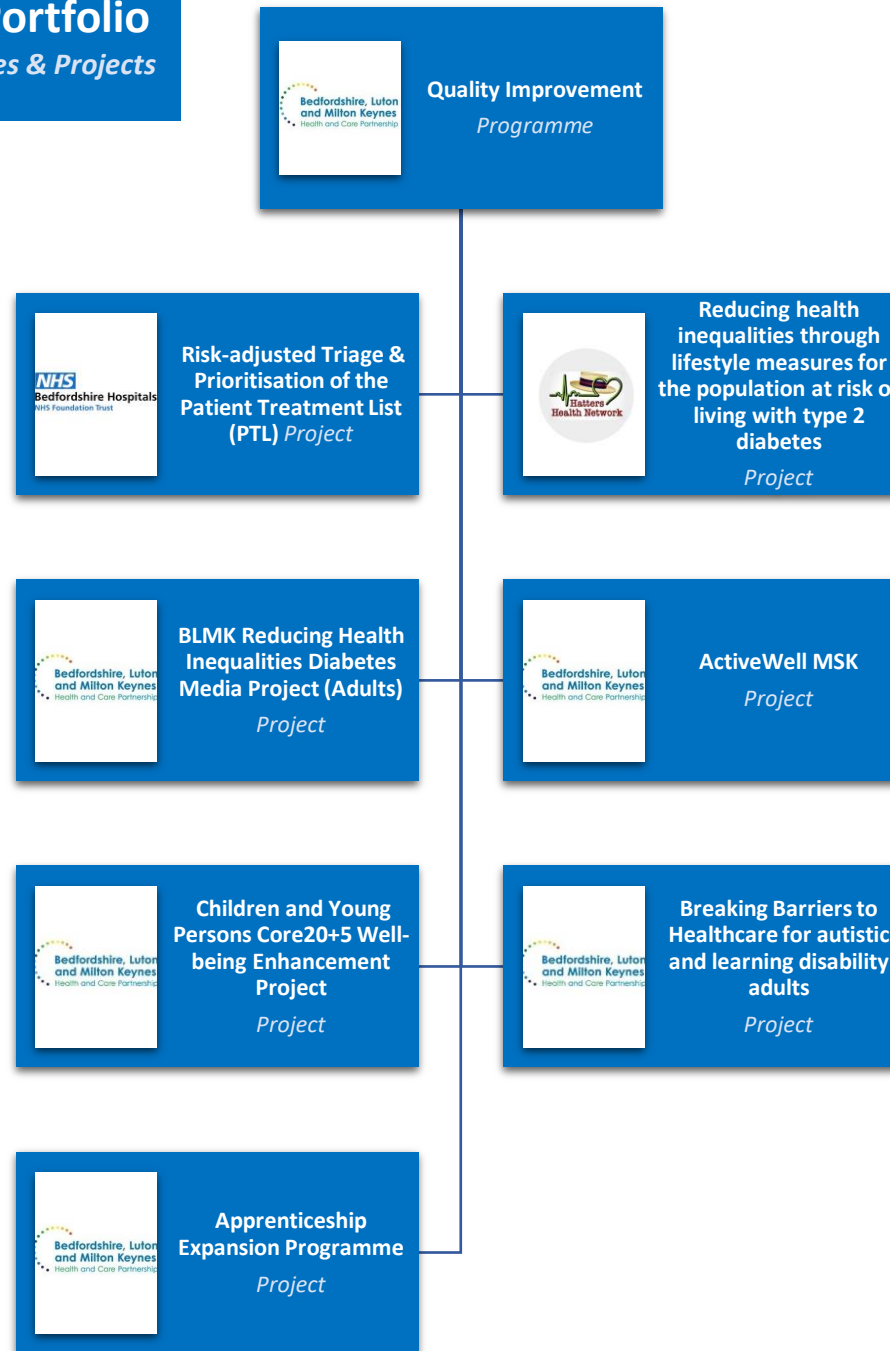 ortfolio
es & Projects
Bedfordshire, Luton
and Milton Keynes
Health and Care Partnership
Quality Improvement
Programme
NHS
Bedfordshire Hospitals
NHS Foundation Trust
Risk-adjusted Triage &
Prioritisation of the
Patient Treatment List
(PTL) Project
Hatters
Health Network
Reducing health
inequalities through
lifestyle measures for
the population at risk o
living with type 2
diabetes
Project
Bedfordshire, Luton
and Milton Keynes
Health and Care Partnership
BLMK Reducing Health
Inequalities Diabetes
Media Project (Adults)
Project
Bedfordshire, Luton
and Milton Keynes
Health and Care Partnership
ActiveWell MSK
Project
Bedfordshire, Luton
and Milton Keynes
Health and Care Partnership
Children and Young
Persons Core20+5 Well-
being Enhancement
Project
Project
Bedfordshire, Luton
and Milton Keynes
Health and Care Partnership
Breaking Barriers to
Healthcare for autistic
and learning disability
adults
Project
Bedfordshire, Luton
and Milton Keynes
Health and Care Partnership
Apprenticeship
Expansion Programme
Project